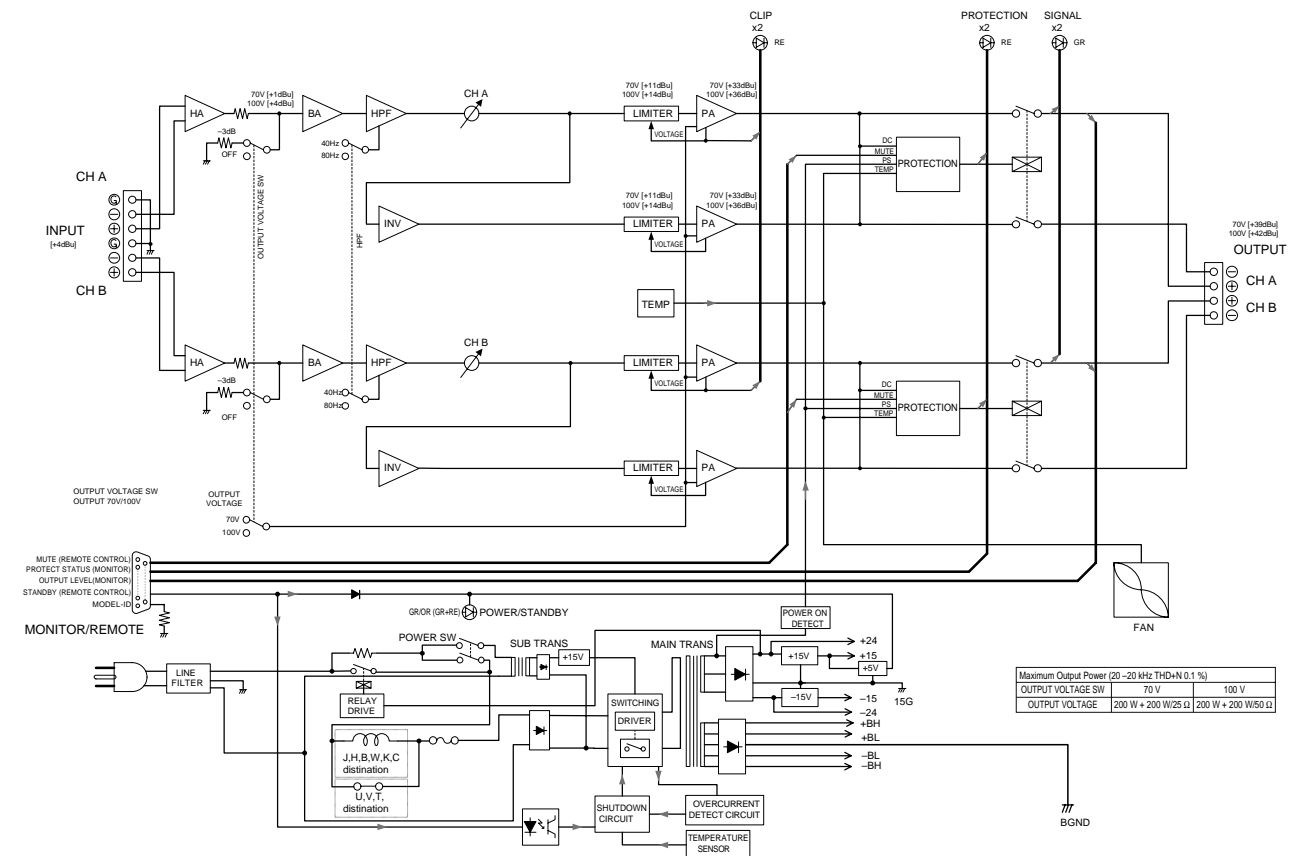 CLIP
x2
RE
PROTECTION
x2
RE
SIGNAL
x2
GR
HA
70V [+1dBu]
100V [+4dBu]
–3dB
OFF
BA
HPF
40Hz
80Hz
CH A
70V [+11dBu]
100V [+14dBu]
LIMITER
VOLTAGE
70V [+33dBu]
100V [+36dBu]
PA
DC
MUTE
PS
TEMP
PROTECTION
OUTPUT VOLTAGE SW
HPF
CH A
G
–
+
INPUT
[+4dBu]
G
–
+
CH B
INV
70V [+11dBu]
100V [+14dBu]
LIMITER
VOLTAGE
70V [+33dBu]
100V [+36dBu]
PA
70V [+39dBu]
100V [+42dBu]
OUTPUT
–
+
CH A
+
–
CH B
TEMP
HA
–3dB
OFF
BA
HPF
40Hz
80Hz
CH B
LIMITER
VOLTAGE
PA
DC
MUTE
PS
TEMP
PROTECTION
INV
LIMITER
VOLTAGE
PA
OUTPUT VOLTAGE SW
OUTPUT 70V/100V
OUTPUT
VOLTAGE
70V
100V
MUTE (REMOTE CONTROL)
PROTECT STATUS (MONITOR)
OUTPUT LEVEL(MONITOR)
STANDBY (REMOTE CONTROL)
MODEL-ID
MONITOR/REMOTE
GR/OR (GR+RE)
POWER/STANDBY
POWER ON
DETECT
FAN
POWER SW
SUB TRANS
+15V
MAIN TRANS
+24
+15V
+15
+5V
–15V
–15
15G
–24
+BH
+BL
–BL
–BH
LINE
FILTER
RELAY
DRIVE
SWITCHING
DRIVER
J,H,B,W,K,C
distination
U,V,T,
distination
SHUTDOWN
CIRCUIT
OVERCURRENT
DETECT CIRCUIT
TEMPERATURE
SENSOR
BGND
Maximum Output Power (20 –20 kHz THD+N 0.1 %)
OUTPUT VOLTAGE SW 70 V 100 V
OUTPUT VOLTAGE 200 W + 200 W/25 Ω 200 W + 200 W/50 Ω